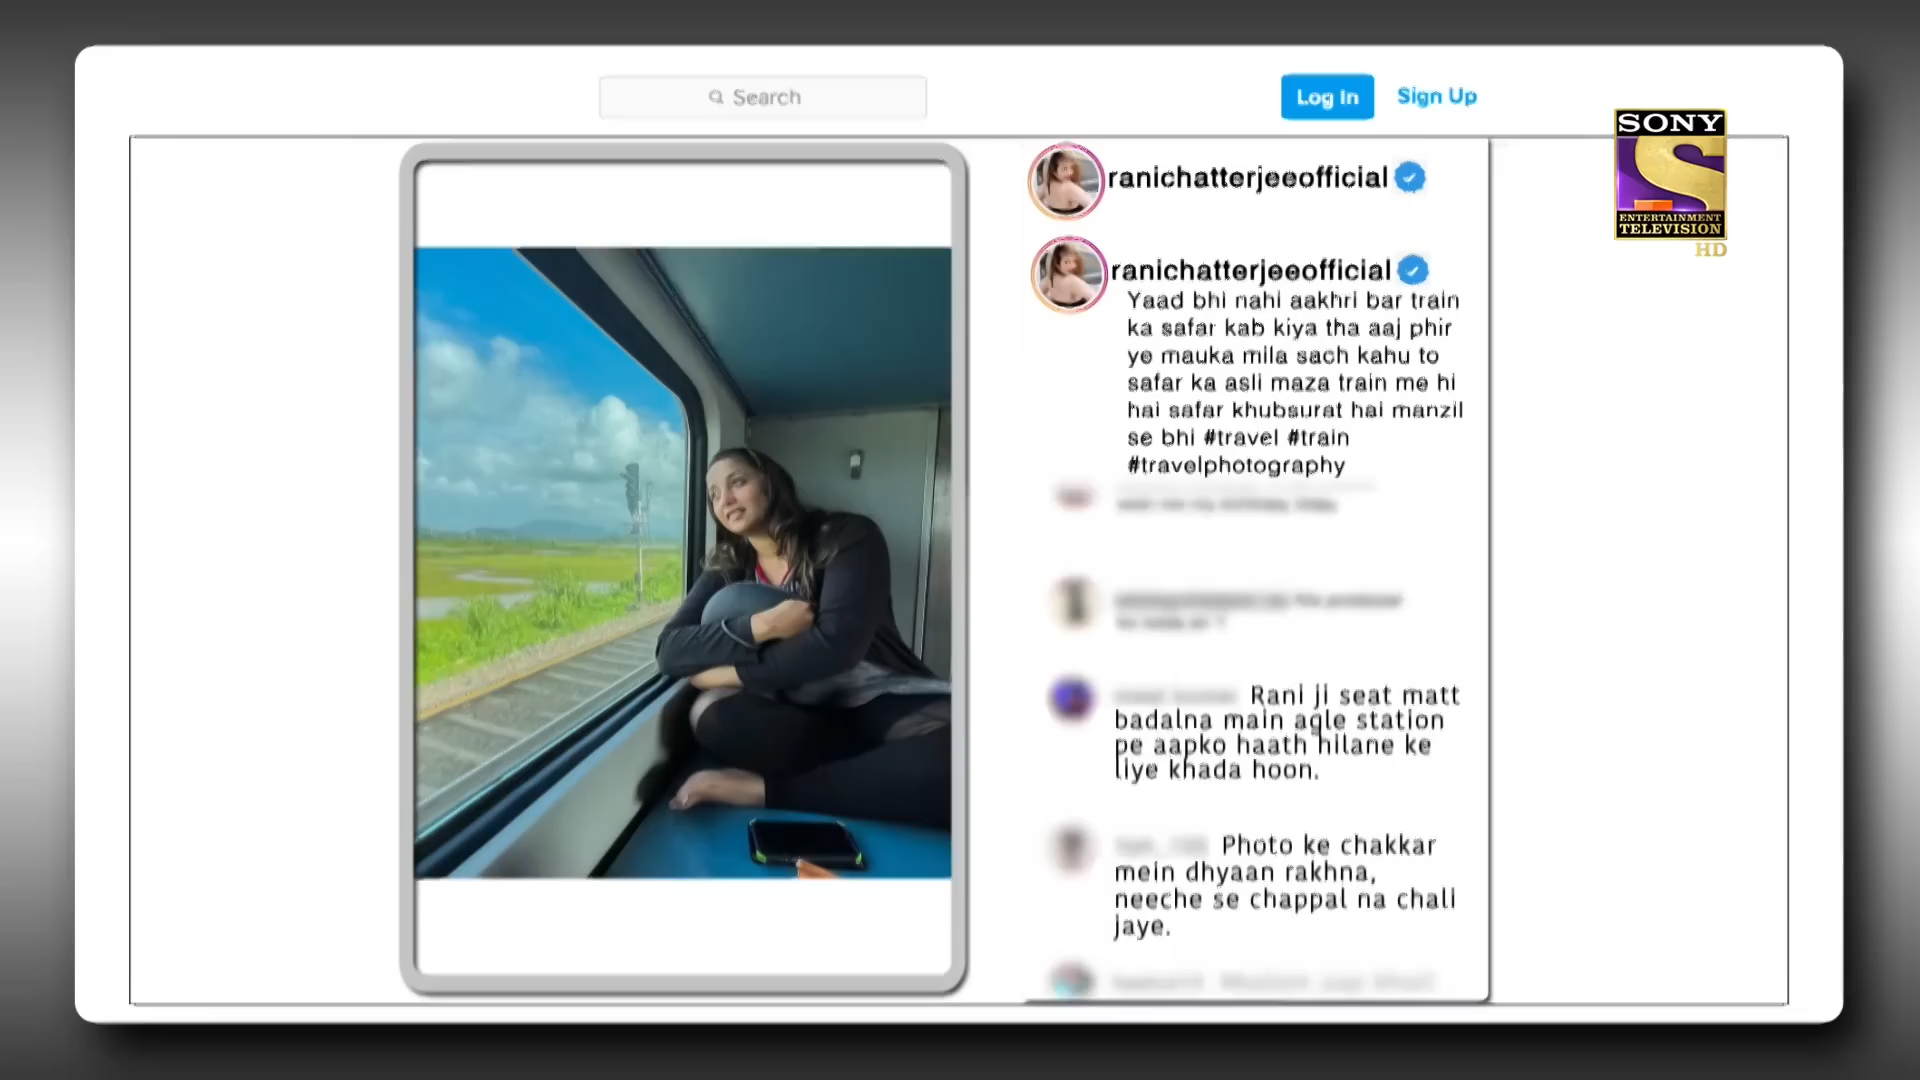 Search
Log In
Sign Up
SONY
ENTERTAINMENT
TELEVISION
HD
ranichatterjeeofficial
ranichatterjeeofficial
Yaad bhi nahi aakhri bar train
ka safar kab kiya tha aaj phir
ye mauka mila sach kahu to
safar ka asli maza train me hi
hai safar khubsurat hai manzil
se bhi #travel #train
#travelphotography
Rani ji seat matt
badalna main agle station
pe aapko haath hilane ke
liye khada hoon.
Photo ke chakkar
mein dhyaan rakhna,
neeche se chappal na chali
jaye.